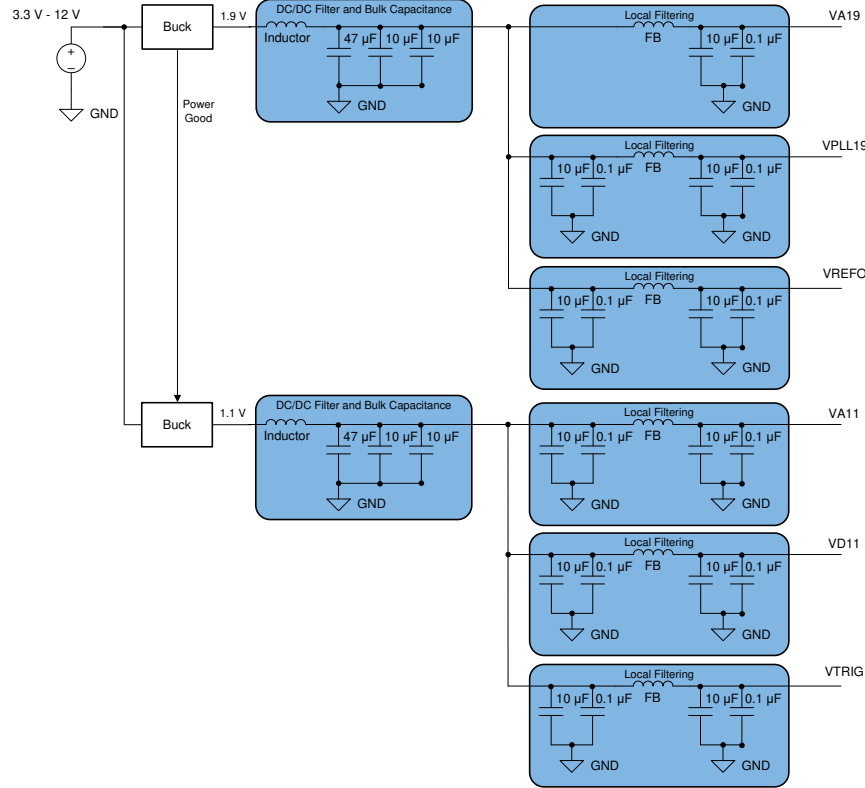 3.3 V - 12 V
+
–
GND
Buck
1.9 V
Power
Good
DC/DC Filter and Bulk Capacitance
Inductor
47 µF 10 µF 10 µF
GND
Local Filtering
FB
10 µF 0.1 µF
GND
VA19
Local Filtering
10 µF 0.1 µF
FB
10 µF 0.1 µF
GND
GND
VPLL19
Local Filtering
10 µF 0.1 µF
FB
10 µF 0.1 µF
GND
GND
VREFO
Buck
1.1 V
DC/DC Filter and Bulk Capacitance
Inductor
47 µF 10 µF 10 µF
GND
Local Filtering
10 µF 0.1 µF
FB
10 µF 0.1 µF
GND
GND
VA11
Local Filtering
10 µF 0.1 µF
FB
10 µF 0.1 µF
GND
GND
VD11
Local Filtering
10 µF 0.1 µF
FB
10 µF 0.1 µF
GND
GND
VTRIG